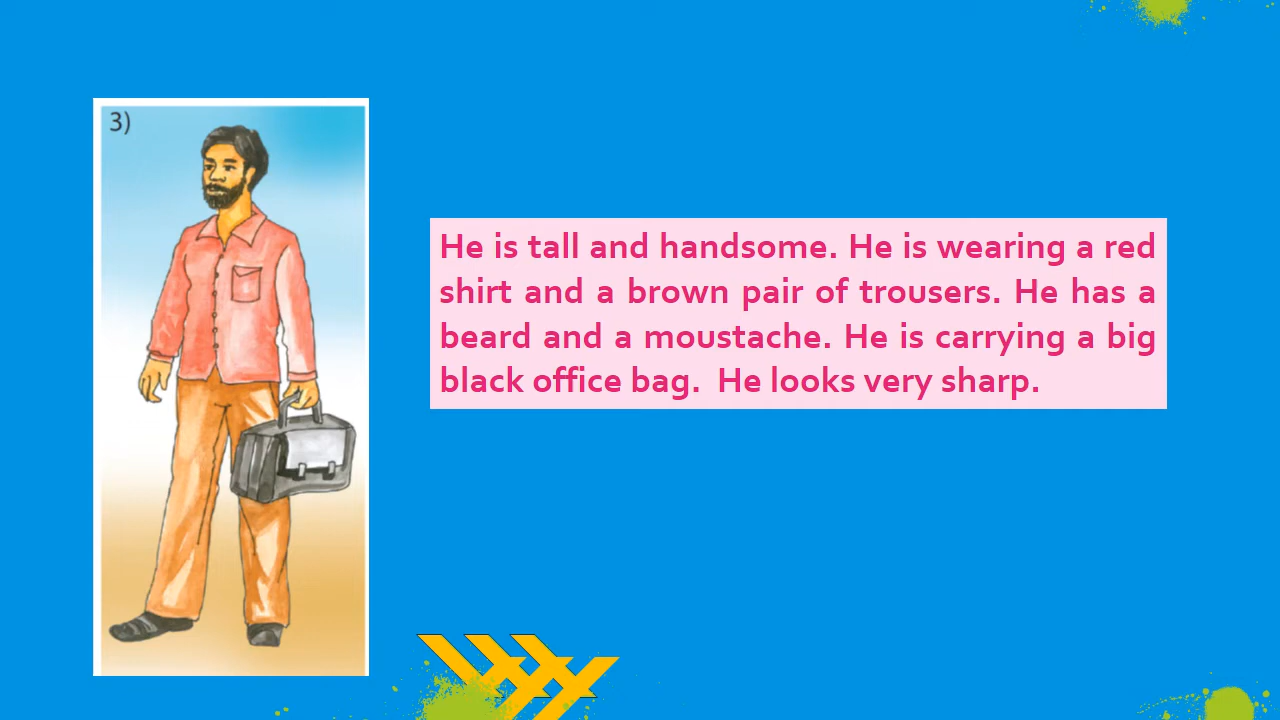 3)
He is tall and handsome. He is wearing a red
shirt and a brown pair of trousers. He has a
beard and a moustache. He is carrying a big
black office bag.  He looks very sharp.